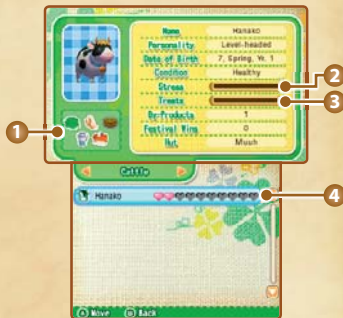 Name Hanako
Personality Level-headed
Date of Birth 7, Spring, Yr. 1
Condition Healthy
Stress
2
Treats
3
1
By-Products 1
Festival Wins 0
Hut Muuh
Cattle
Hanako
4
A Move B Back